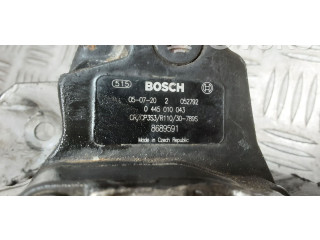 515 BOSCH
05-07-20 2 052792
0 445 010 043
CR/CP3S3/R110/30-789S
8689591
Made in Czech Republic